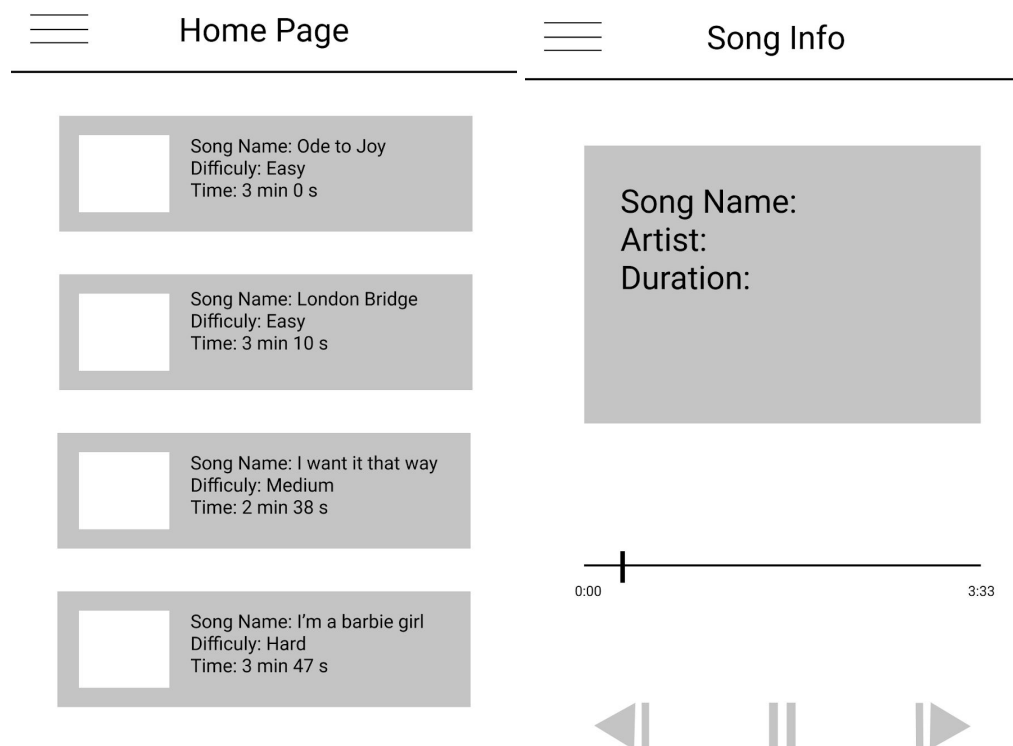 Home Page
Song Name: Ode to Joy
Difficuly: Easy
Time: 3 min 0 s
Song Name: London Bridge
Difficuly: Easy
Time: 3 min 10 s
Song Name: I want it that way
Difficuly: Medium
Time: 2 min 38 s
Song Name: I’m a barbie girl
Difficuly: Hard
Time: 3 min 47 s
Song Info
Song Name:
Artist:
Duration:
0:00 3:33